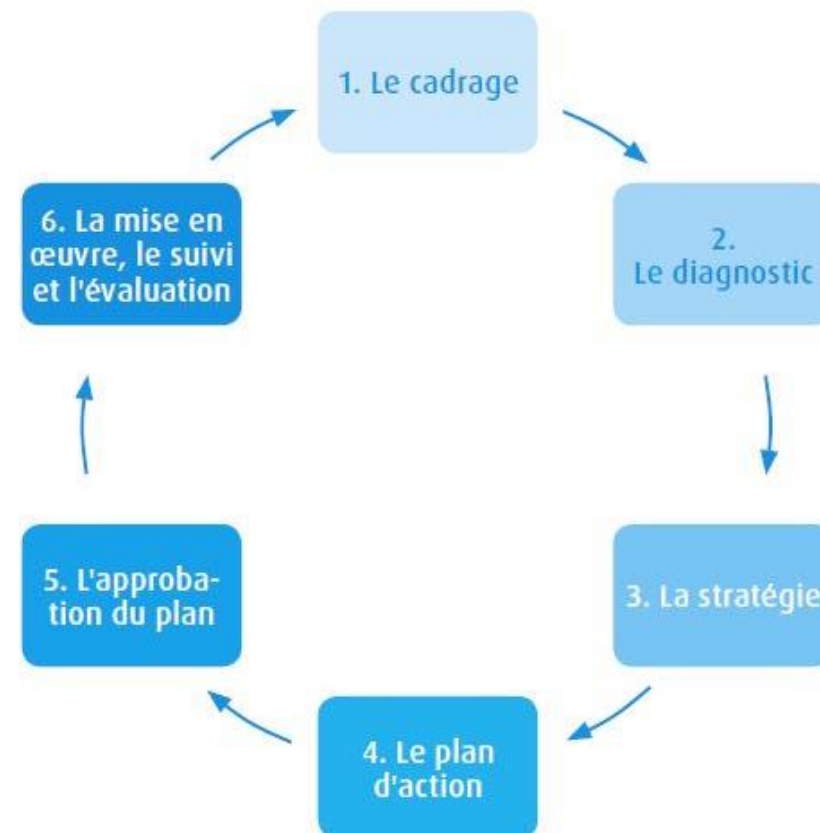 1. Le cadrage
2.
Le diagnostic
3. La stratégie
4. Le plan
d'action
5. L'approba-
tion du plan
6. La mise en
œuvre, le suivi
et l'évaluation